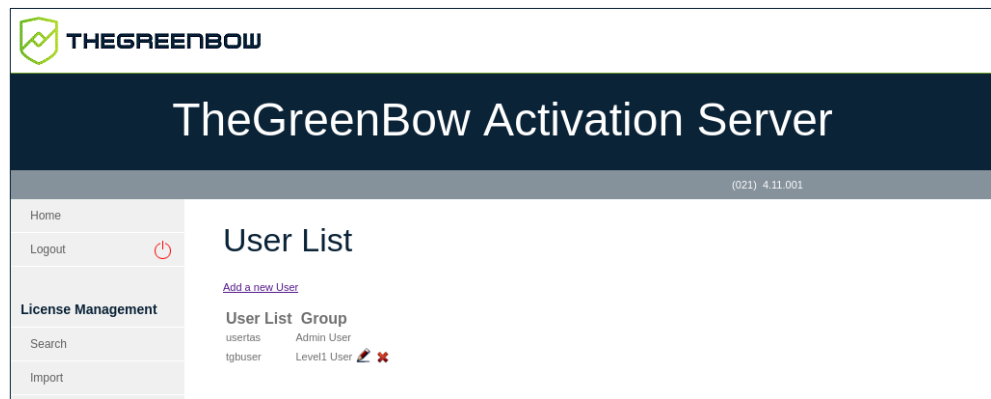 THEGREENBOW
TheGreenBow Activation Server
(021) 4.11.001
Home
Logout
License Management
Search
Import
User List
Add a new User
User List Group
usertas Admin User
tgbuser Level1 User